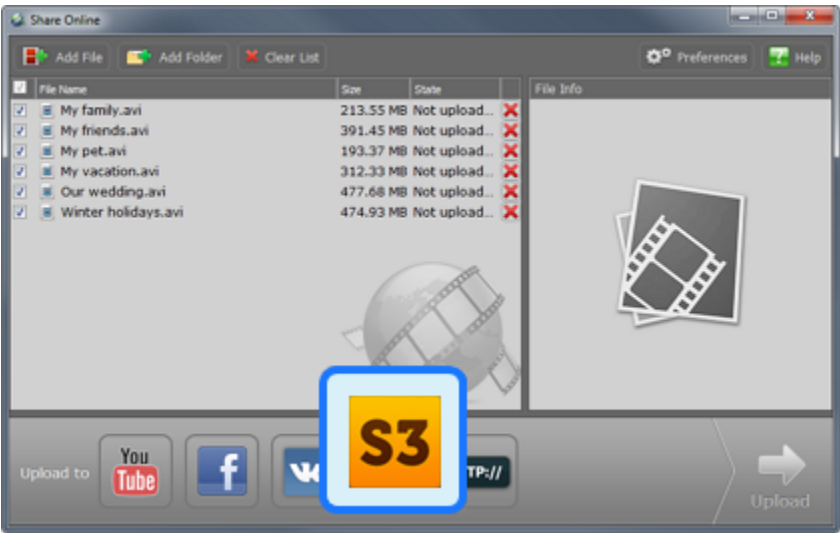 Share Online
Add File Add Folder Clear List Preferences Help
File Name Size State File Info
My family.avi 213.55 MB Not upload...
My friends.avi 391.45 MB Not upload...
My pet.avi 193.37 MB Not upload...
My vacation.avi 312.33 MB Not upload...
Our wedding.avi 477.68 MB Not upload...
Winter holidays.avi 474.93 MB Not upload...
S3
Upload to You Tube f TP:// Upload